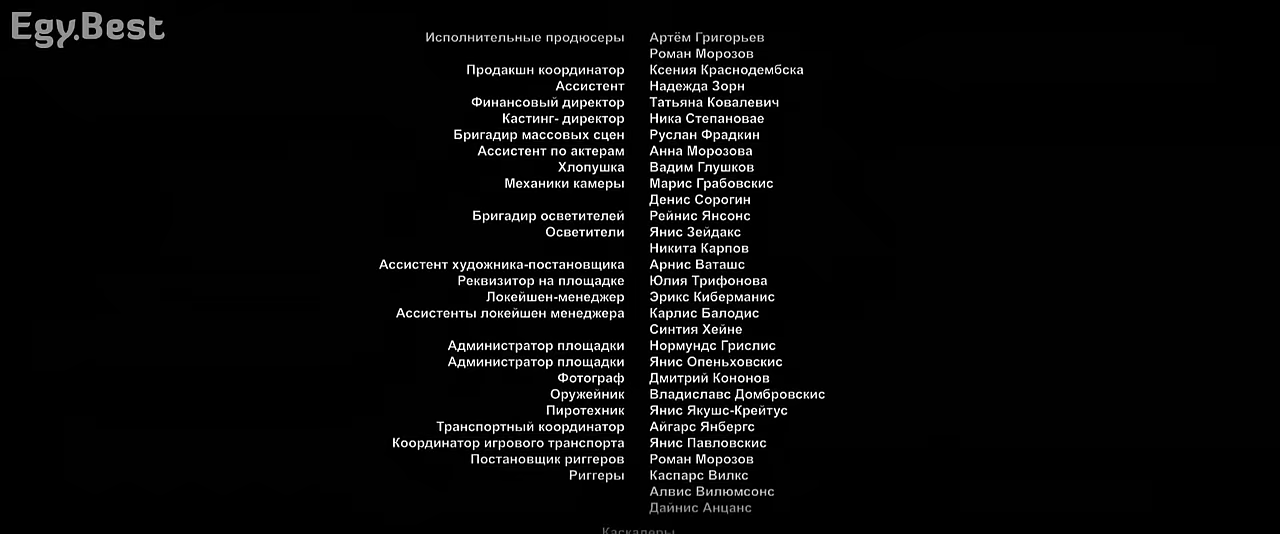 Egy.Best
Исполнительные продюсеры Артём Григорьев
Роман Морозов
Продакшн координатор Ксения Краснодембска
Ассистент Надежда Зорн
Финансовый директор Татьяна Ковалевич
Кастинг- директор Ника Степановае
Бригадир массовых сцен Руслан Фрадкин
Ассистент по актерам Анна Морозова
Хлопушка Вадим Глушков
Механики камеры Марис Грабовскис
Денис Сорогин
Бригадир осветителей Рейнис Янсонс
Осветители Янис Зейдакс
Никита Карпов
Ассистент художника-постановщика Арнис Ваташс
Реквизитор на площадке Юлия Трифонова
Локейшен-менеджер Эрикс Киберманис
Ассистенты локейшен менеджера Карлис Балодис
Синтия Хейне
Администратор площадки Нормундс Грислис
Администратор площадки Янис Опеньховскис
Фотограф Дмитрий Кононов
Оружейник Владиславс Домбровскис
Пиротехник Янис Якушс-Крейтус
Транспортный координатор Айгарс Янбергс
Координатор игрового транспорта Янис Павловскис
Постановщик риггеров Роман Морозов
Риггеры Каспарс Вилкс
Алвис Вилюмсонс
Дайнис Анцанс
Каскадеры